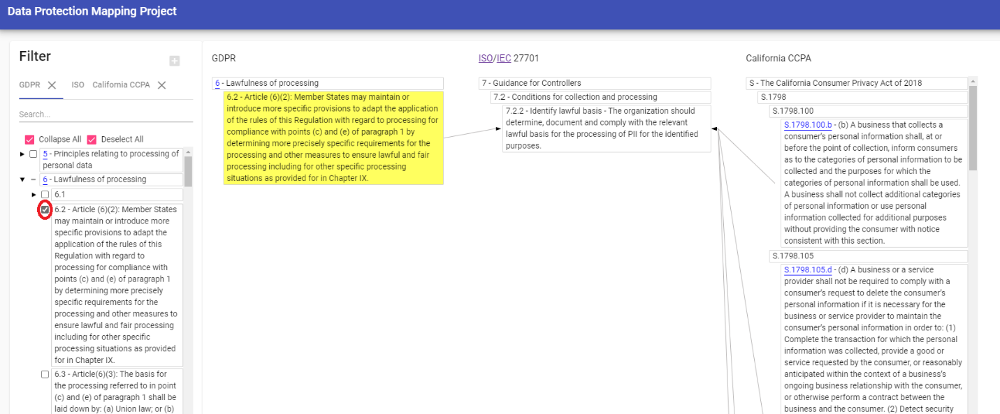 Data Protection Mapping Project
Filter
GDPR
ISO
California CCPA
Search...
Collapse All
Deselect All
5 - Principles relating to processing of
personal data
6 - Lawfulness of processing
6.1
6.2 - Article (6)(2): Member States
may maintain or introduce more
specific provisions to adapt the
application of the rules of this
Regulation with regard to
processing for compliance with
points (c) and (e) of paragraph 1
by determining more precisely
specific requirements for the
processing and other measures to
ensure lawful and fair processing
including for other specific
processing situations as provided
for in Chapter IX.
6.3 - Article(6)(3): The basis for
the processing referred to in point
(c) and (e) of paragraph 1 shall be
laid down by: (a) Union law; or (b)
GDPR
6 - Lawfulness of processing
6.2 - Article (6)(2): Member States may maintain or
introduce more specific provisions to adapt the application
of the rules of this Regulation with regard to processing for
compliance with points (c) and (e) of paragraph 1 by
determining more precisely specific requirements for the
processing and other measures to ensure lawful and fair
processing including for other specific processing
situations as provided for in Chapter IX.
ISO/IEC 27701
7 - Guidance for Controllers
7.2 - Conditions for collection and processing
7.2.2 - Identify lawful basis - The organization should
determine, document and comply with the relevant
lawful basis for the processing of PII for the identified
purposes.
California CCPA
S - The California Consumer Privacy Act of 2018
S.1798
S.1798.100
S.1798.100.b - (b) A business that collects a
consumer's personal information shall, at or
before the point of collection, inform consumers
as to the categories of personal information to be
collected and the purposes for which the
categories of personal information shall be used.
A business shall not collect additional categories
of personal information or use personal
information collected for additional purposes
without providing the consumer with notice
consistent with this section.
S.1798.105
S.1798.105.d - (d) A business or a service
provider shall not be required to comply with a
consumer's request to delete the consumer's
personal information if it is necessary for the
business or service provider to maintain the
consumer's personal information in order to: (1)
Complete the transaction for which the personal
information was collected, provide a good or
service requested by the consumer, or reasonably
anticipated within the context of a business's
ongoing business relationship with the consumer,
or otherwise perform a contract between the
business and the consumer. (2) Detect security